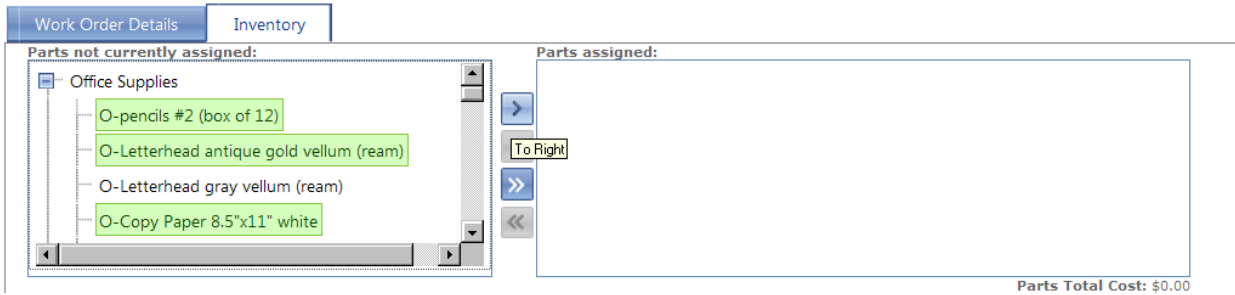 Work Order Details
Inventory
Parts not currently assigned:
Parts assigned:
Office Supplies
O-pencils #2 (box of 12)
O-Letterhead antique gold vellum (ream)
To Right
O-Letterhead gray vellum (ream)
O-Copy Paper 8.5"x11" white
Parts Total Cost: $0.00